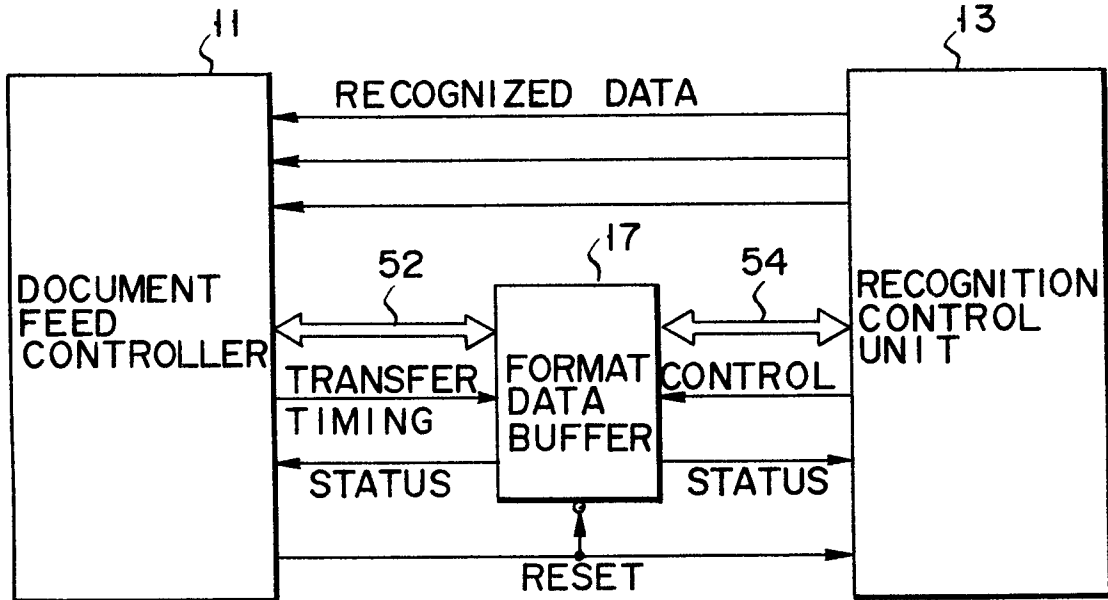 11
13
RECOGNIZED DATA
17
52
54
DOCUMENT
FEED
CONTROLLER
FORMAT
DATA
BUFFER
RECOGNITION
CONTROL
UNIT
TRANSFER
TIMING
CONTROL
STATUS
STATUS
RESET